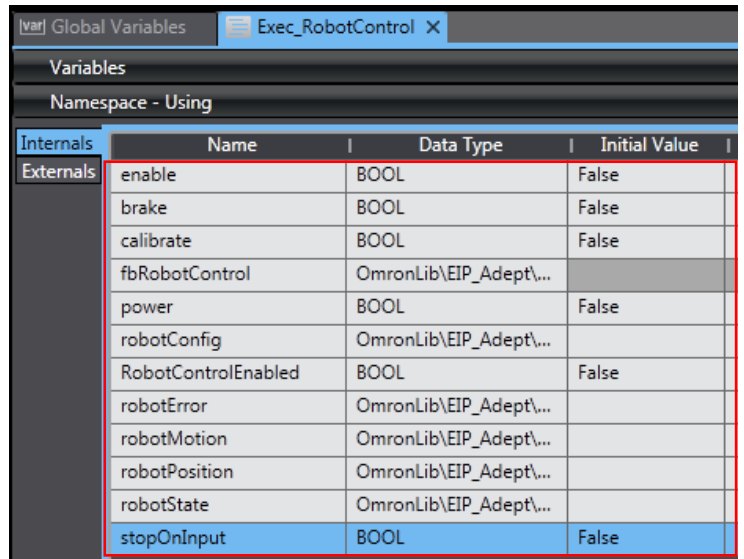 var Global Variables Exec_RobotControl X
Variables
Namespace - Using
Internals Name Data Type Initial Value
Externals enable BOOL False
brake BOOL False
calibrate BOOL False
fbRobotControl OmronLib\EIP_Adept\...
power BOOL False
robotConfig OmronLib\EIP_Adept\...
RobotControlEnabled BOOL False
robotError OmronLib\EIP_Adept\...
robotMotion OmronLib\EIP_Adept\...
robotPosition OmronLib\EIP_Adept\...
robotState OmronLib\EIP_Adept\...
stopOnInput BOOL False